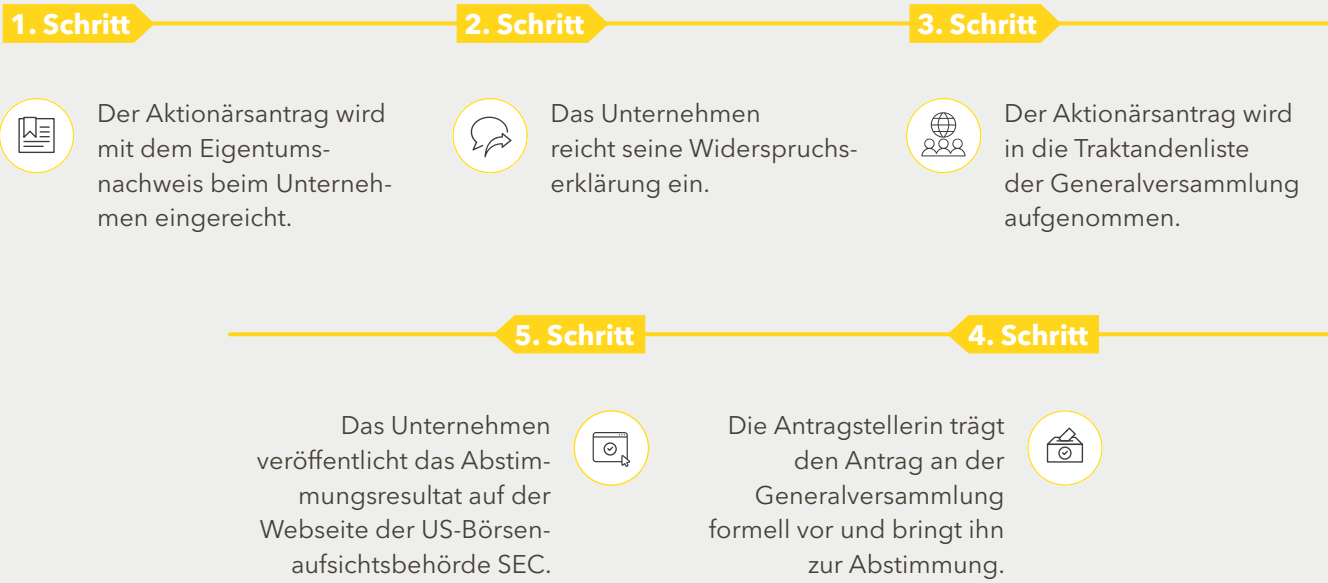 1. Schritt
Der Aktionärsantrag wird
mit dem Eigentums-
nachweis beim Unterneh-
men eingereicht.
2. Schritt
Das Unternehmen
reicht seine Widerspruchs-
erklärung ein.
3. Schritt
Der Aktionärsantrag wird
in die Traktandenliste
der Generalversammlung
aufgenommen.
4. Schritt
Die Antragstellerin trägt
den Antrag an der
Generalversammlung
formell vor und bringt ihn
zur Abstimmung.
5. Schritt
Das Unternehmen
veröffentlicht das Abstim-
mungsresultat auf der
Webseite der US-Börsen-
aufsichtsbehörde SEC.